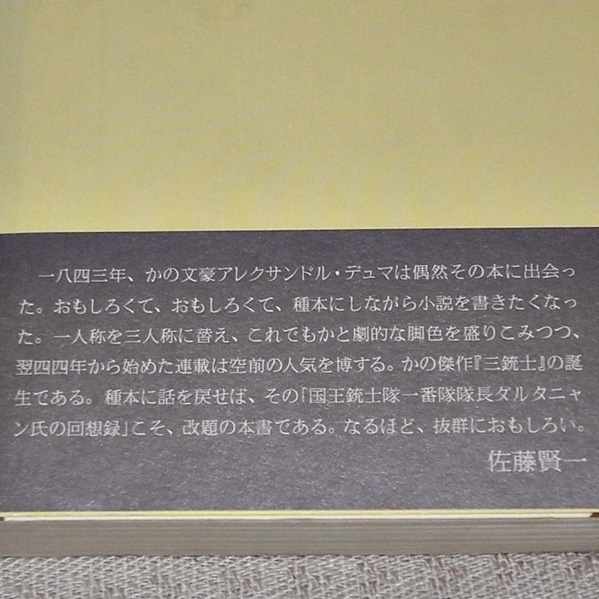 一八四三年、かの文豪アレクサンドル・デュマは偶然その本に出会っ
た。おもしろくて、おもしろくて、種本にしながら小説を書きたくなっ
た。一人称を三人称に替え、これでもかと劇的な脚色を盛りこみつつ、
翌四四年から始めた連載は空前の人気を博する。かの傑作『三銃士』の誕
生である。種本に話を戻せば、その「国王銃士隊一番隊隊長ダルタニャ
ン氏の回想録」こそ、改題の本書である。なるほど、抜群におもしろい。
佐藤賢一